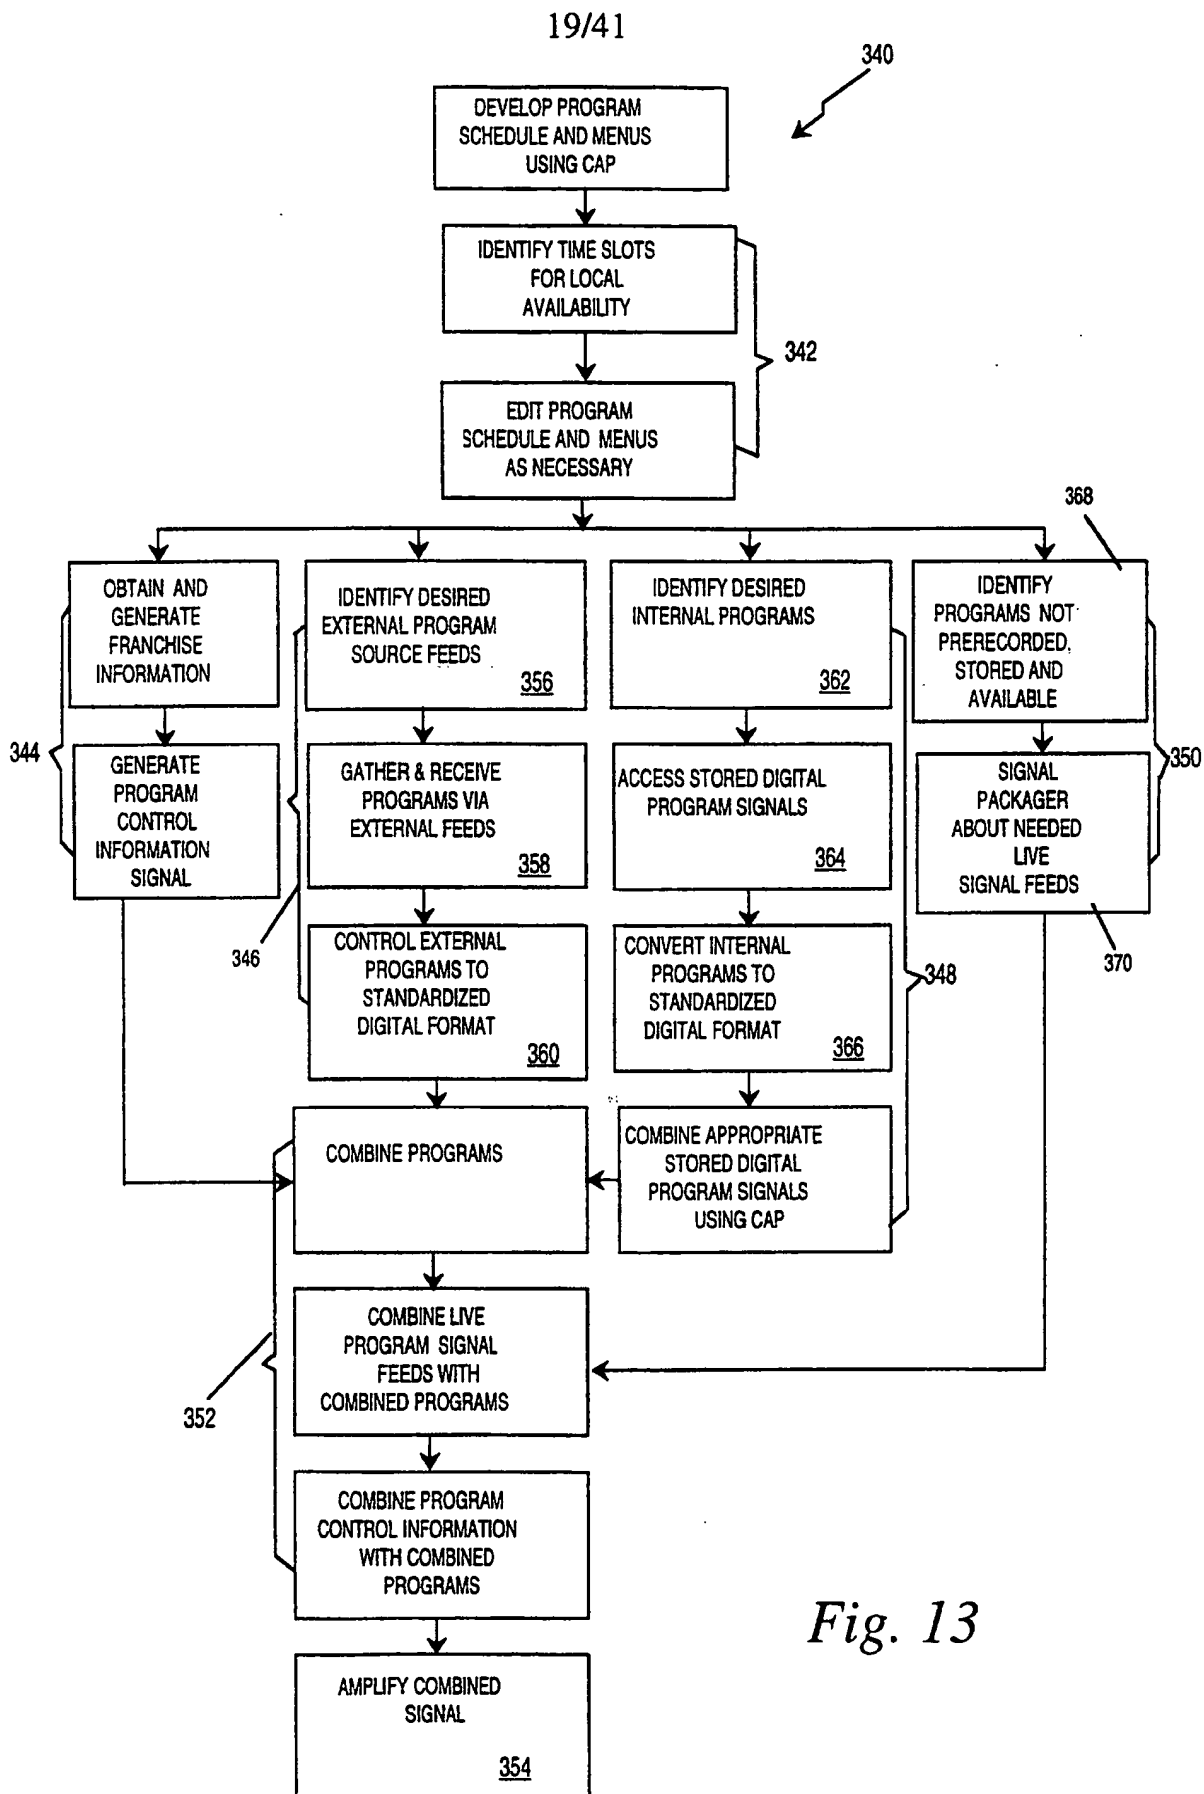 19/41
340
DEVELOP PROGRAM
SCHEDULE AND MENUS
USING CAP
IDENTIFY TIME SLOTS
FOR LOCAL
AVAILABILITY
342
EDIT PROGRAM
SCHEDULE AND MENUS
AS NECESSARY
368
OBTAIN AND
GENERATE
FRANCHISE
INFORMATION
IDENTIFY DESIRED
EXTERNAL PROGRAM
SOURCE FEEDS
356
IDENTIFY DESIRED
INTERNAL PROGRAMS
362
IDENTIFY
PROGRAMS NOT
PRERECORDED,
STORED AND
AVAILABLE
344
350
GENERATE
PROGRAM
CONTROL
INFORMATION
SIGNAL
GATHER & RECEIVE
PROGRAMS VIA
EXTERNAL FEEDS
358
ACCESS STORED DIGITAL
PROGRAM SIGNALS
364
SIGNAL
PACKAGER
ABOUT NEEDED
LIVE
SIGNAL FEEDS
346
370
CONTROL EXTERNAL
PROGRAMS TO
STANDARDIZED
DIGITAL FORMAT
360
CONVERT INTERNAL
PROGRAMS TO
STANDARDIZED
DIGITAL FORMAT
366
348
COMBINE PROGRAMS
COMBINE APPROPRIATE
STORED DIGITAL
PROGRAM SIGNALS
USING CAP
COMBINE LIVE
PROGRAM SIGNAL
FEEDS WITH
COMBINED PROGRAMS
352
COMBINE PROGRAM
CONTROL INFORMATION
WITH COMBINED
PROGRAMS
AMPLIFY COMBINED
SIGNAL
354
Fig. 13